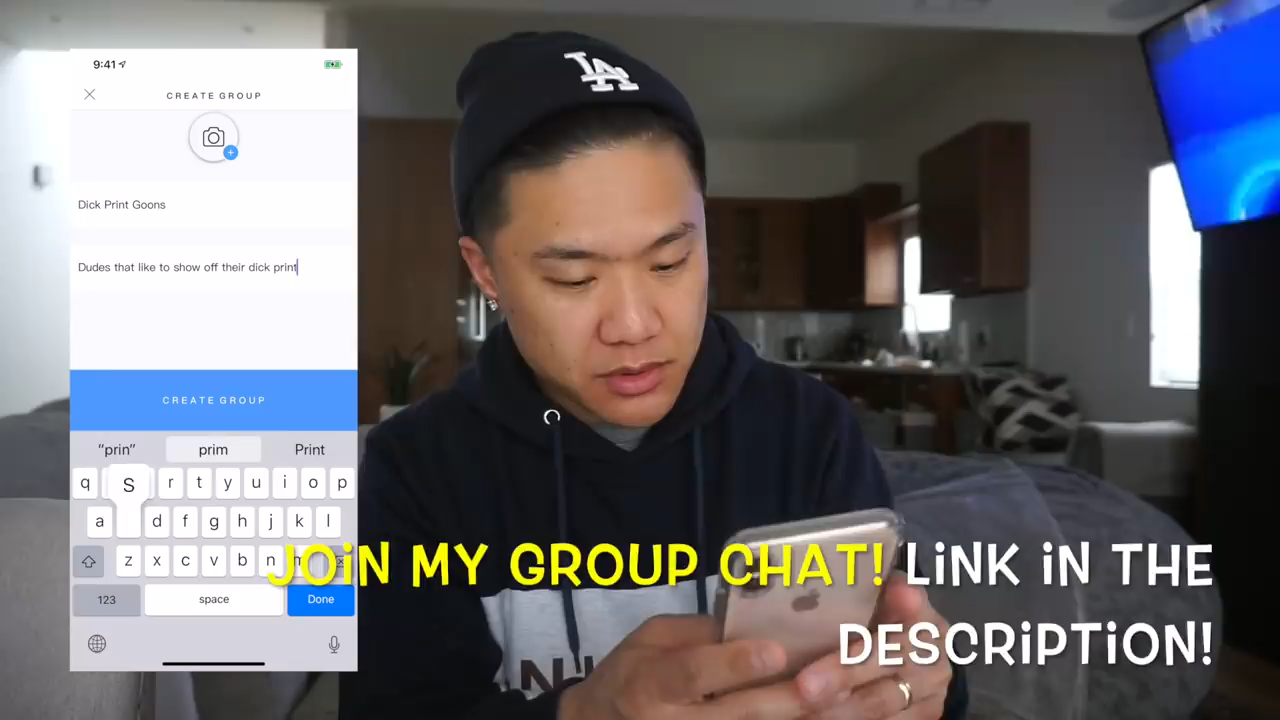 9:41
CREATE GROUP
Dick Print Goons
Dudes that like to show off their dick print
CREATE GROUP
“prin” prim Print
q r t y u i o p
S
a d f g h j k l
z x c v b n m
123 space Done
LA
JOiN MY GROUP CHAT! LiNK iN THE
DESCRiPTiON!